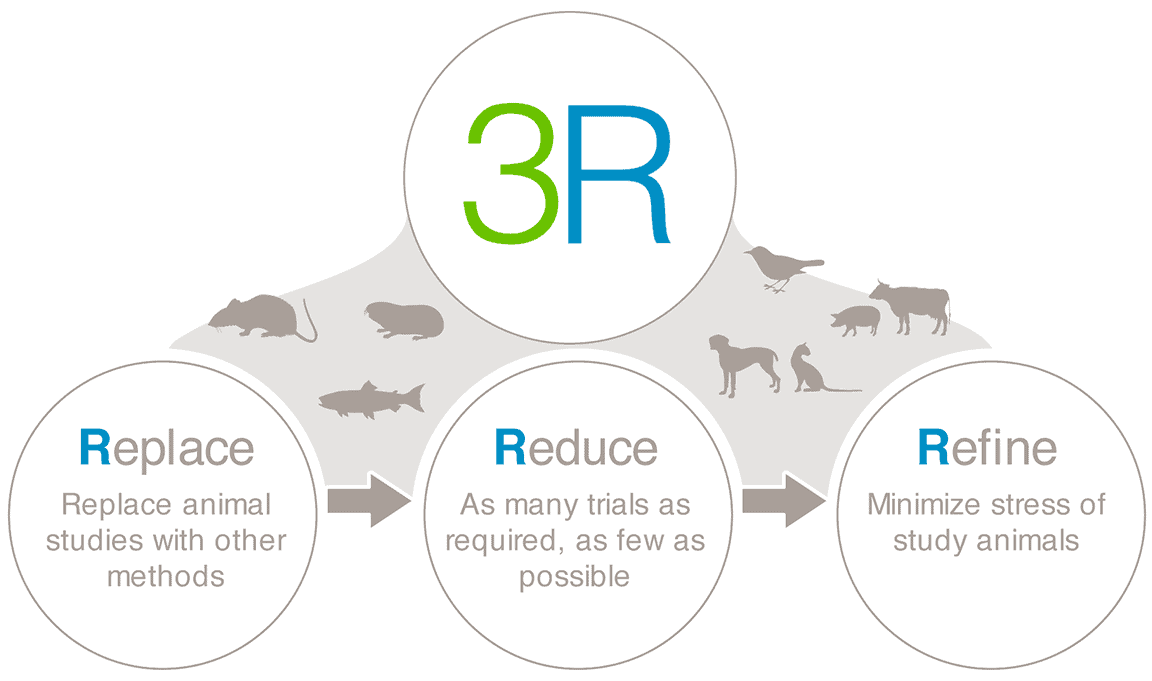 3R
Replace
Replace animal
studies with other
methods
Reduce
As many trials as
required, as few as
possible
Refine
Minimize stress of
study animals